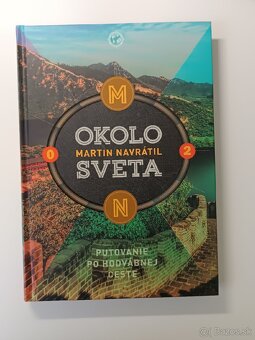 M
OKOLO
0 MARTIN NAVRÁTIL 2
SVETA
N
PUTOVANIE
PO HODVÁBNEJ
CESTE
bazos.sk